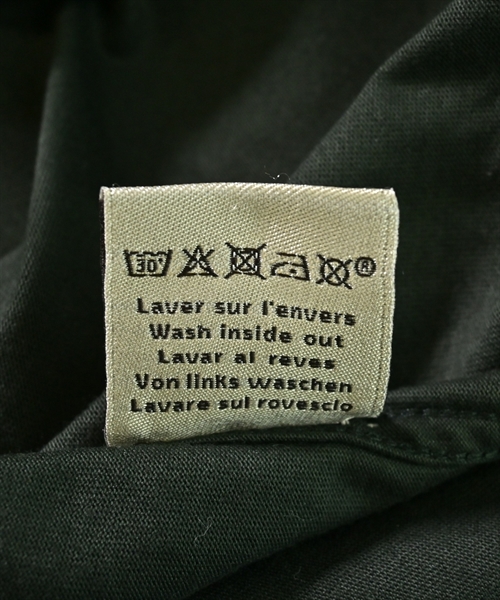 30° ®
Laver sur l'envers
Wash inside out
Lavar al reves
Von links waschen
Lavare sul rovescio